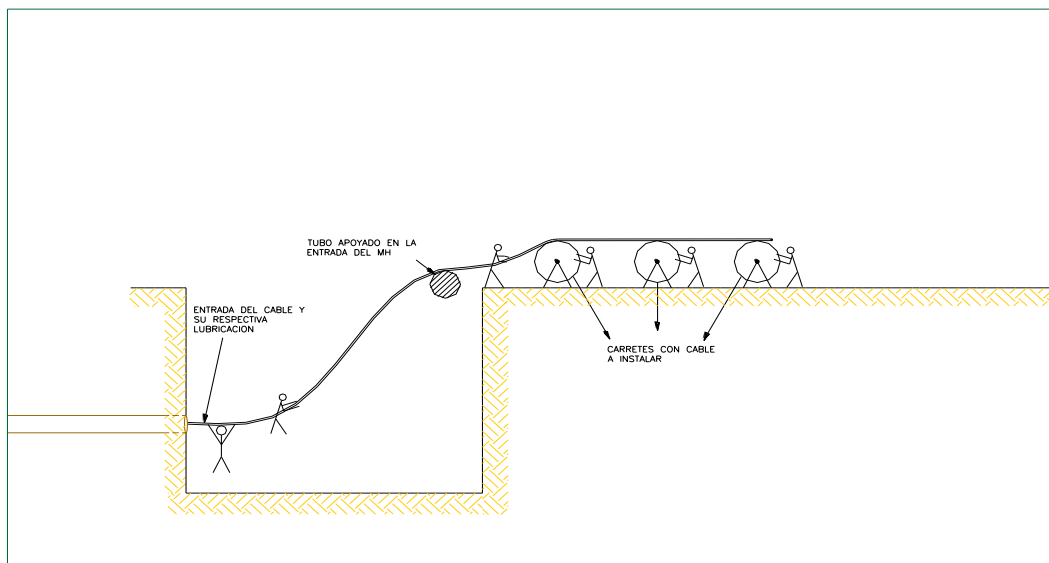 TUBO APOYADO EN LA
ENTRADA DEL MH
ENTRADA DEL CABLE Y
SU RESPECTIVA
LUBRICACION
CARRETES CON CABLE
A INSTALAR